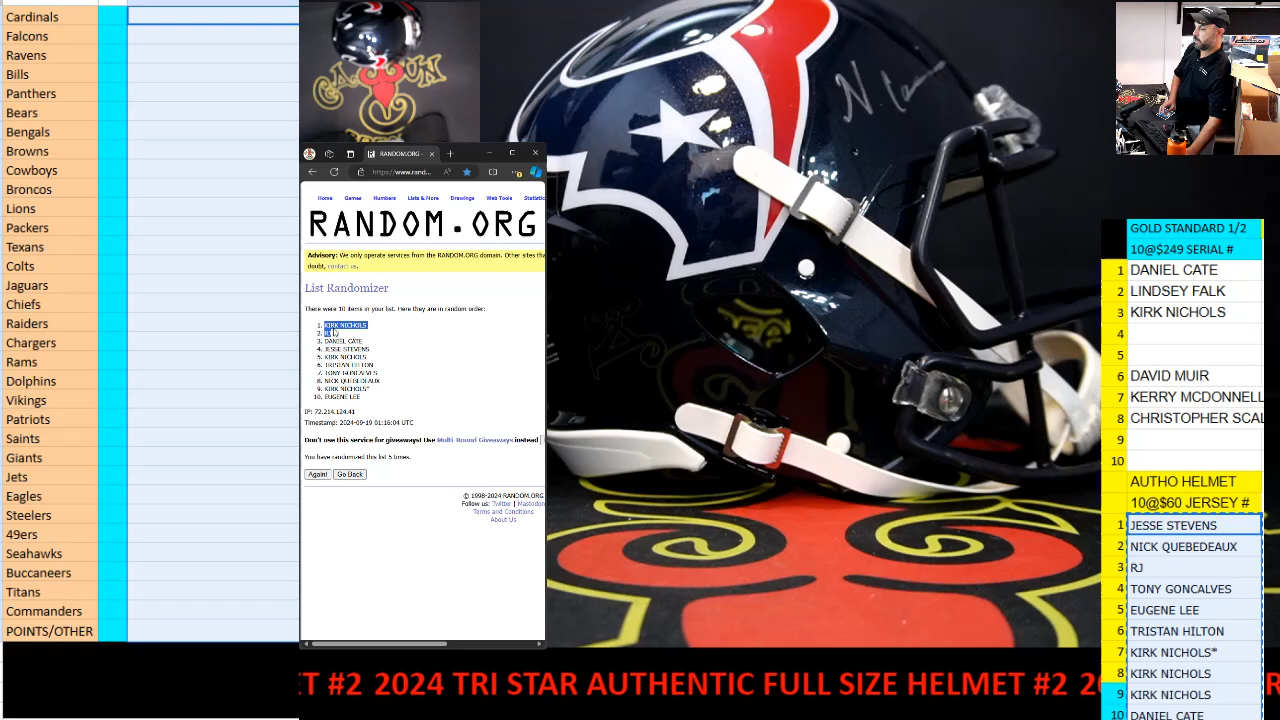 Cardinals
Falcons
Ravens
Bills
Panthers
Bears
Bengals
Browns
Cowboys
Broncos
Lions
Packers
Texans
Colts
Jaguars
Chiefs
Raiders
Chargers
Rams
Dolphins
Vikings
Patriots
Saints
Giants
Jets
Eagles
Steelers
49ers
Seahawks
Buccaneers
Titans
Commanders
POINTS/OTHER
RANDOM.ORG -
https://www.rand...
Home Games Numbers Lists & More Drawings Web Tools Statistic
RANDOM.ORG
Advisory: We only operate services from the RANDOM.ORG domain. Other sites tha
doubt, contact us.
List Randomizer
There were 10 items in your list. Here they are in random order:
1. KIRK NICHOLS
2. RJ
3. DANIEL CATE
4. JESSE STEVENS
5. KIRK NICHOLS
6. TRISTAN HILTON
7. TONY GONCALVES
8. NICK QUEBEDEAUX
9. KIRK NICHOLS*
10. EUGENE LEE
IP: 72.214.124.41
Timestamp: 2024-09-19 01:16:04 UTC
Don't use this service for giveaways! Use Multi-Round Giveaways instead
You have randomized this list 5 times.
Again! Go Back
© 1998-2024 RANDOM.ORG
Follow us: Twitter | Mastodon
Terms and Conditions
About Us
GOLD STANDARD 1/2
10@$249 SERIAL #
1 DANIEL CATE
2 LINDSEY FALK
3 KIRK NICHOLS
4
5
6 DAVID MUIR
7 KERRY MCDONNELL
8 CHRISTOPHER SCAL
9
10
AUTHO HELMET
10@$60 JERSEY #
1 JESSE STEVENS
2 NICK QUEBEDEAUX
3 RJ
4 TONY GONCALVES
5 EUGENE LEE
6 TRISTAN HILTON
7 KIRK NICHOLS*
8 KIRK NICHOLS
9 KIRK NICHOLS
10 DANIEL CATE
ET #2 2024 TRI STAR AUTHENTIC FULL SIZE HELMET #2 20